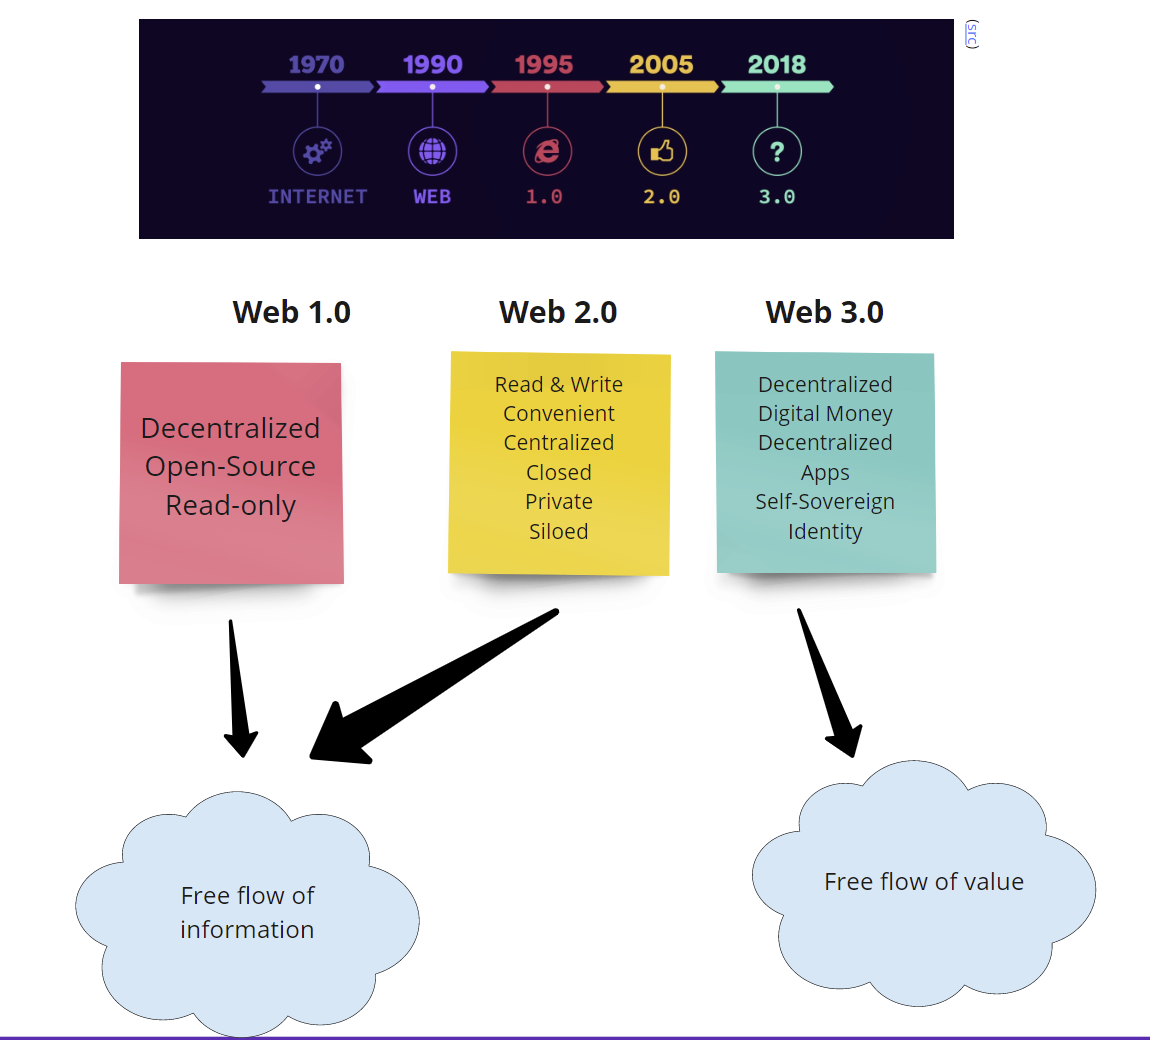 (src)
1970 1990 1995 2005 2018
INTERNET WEB 1.0 2.0 3.0
Web 1.0 Web 2.0 Web 3.0
Decentralized
Open-Source
Read-only
Read & Write
Convenient
Centralized
Closed
Private
Siloed
Decentralized
Digital Money
Decentralized
Apps
Self-Sovereign
Identity
Free flow of
information
Free flow of value